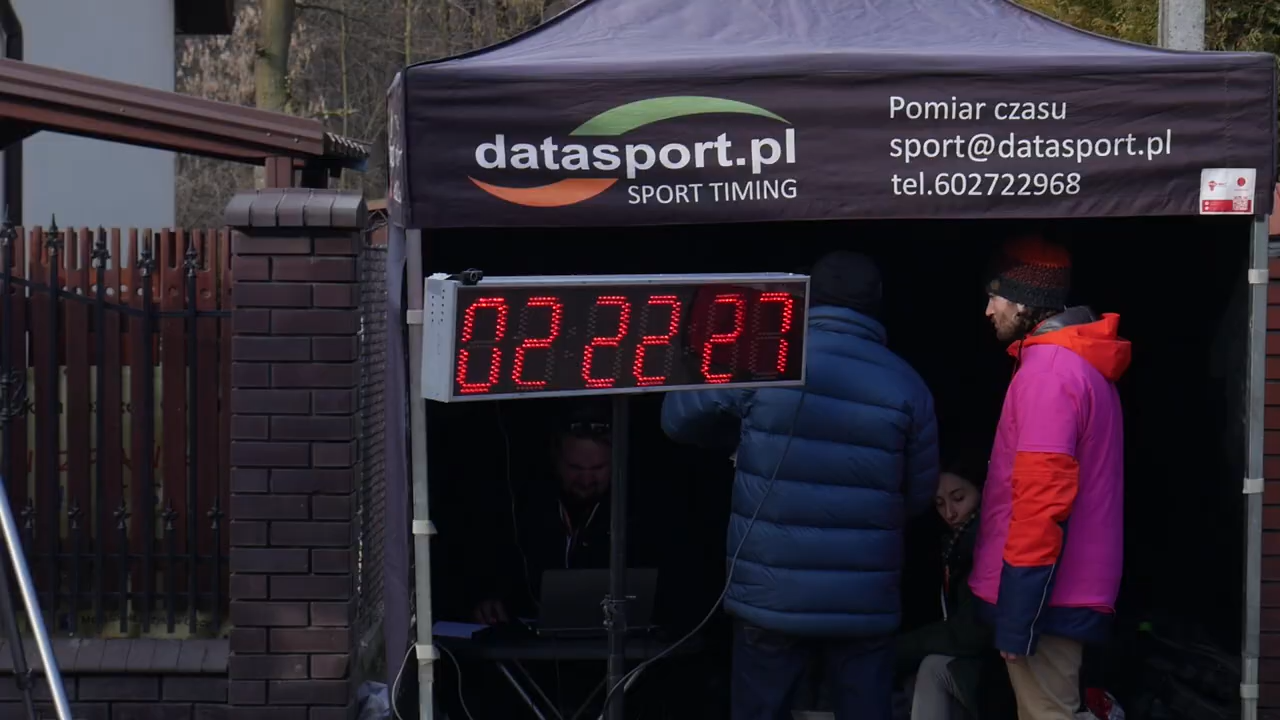 datasport.pl
SPORT TIMING
Pomiar czasu
sport@datasport.pl
tel.602722968
02 22 27